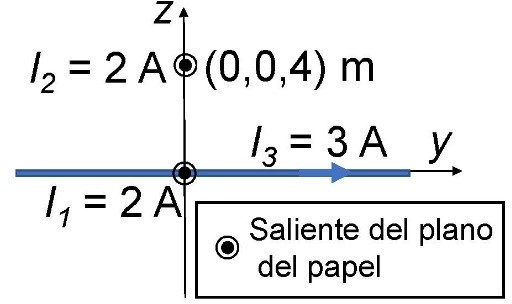 z
I₂ = 2 A (0,0,4) m
I₃ = 3 A y
I₁ = 2 A
Saliente del plano
del papel